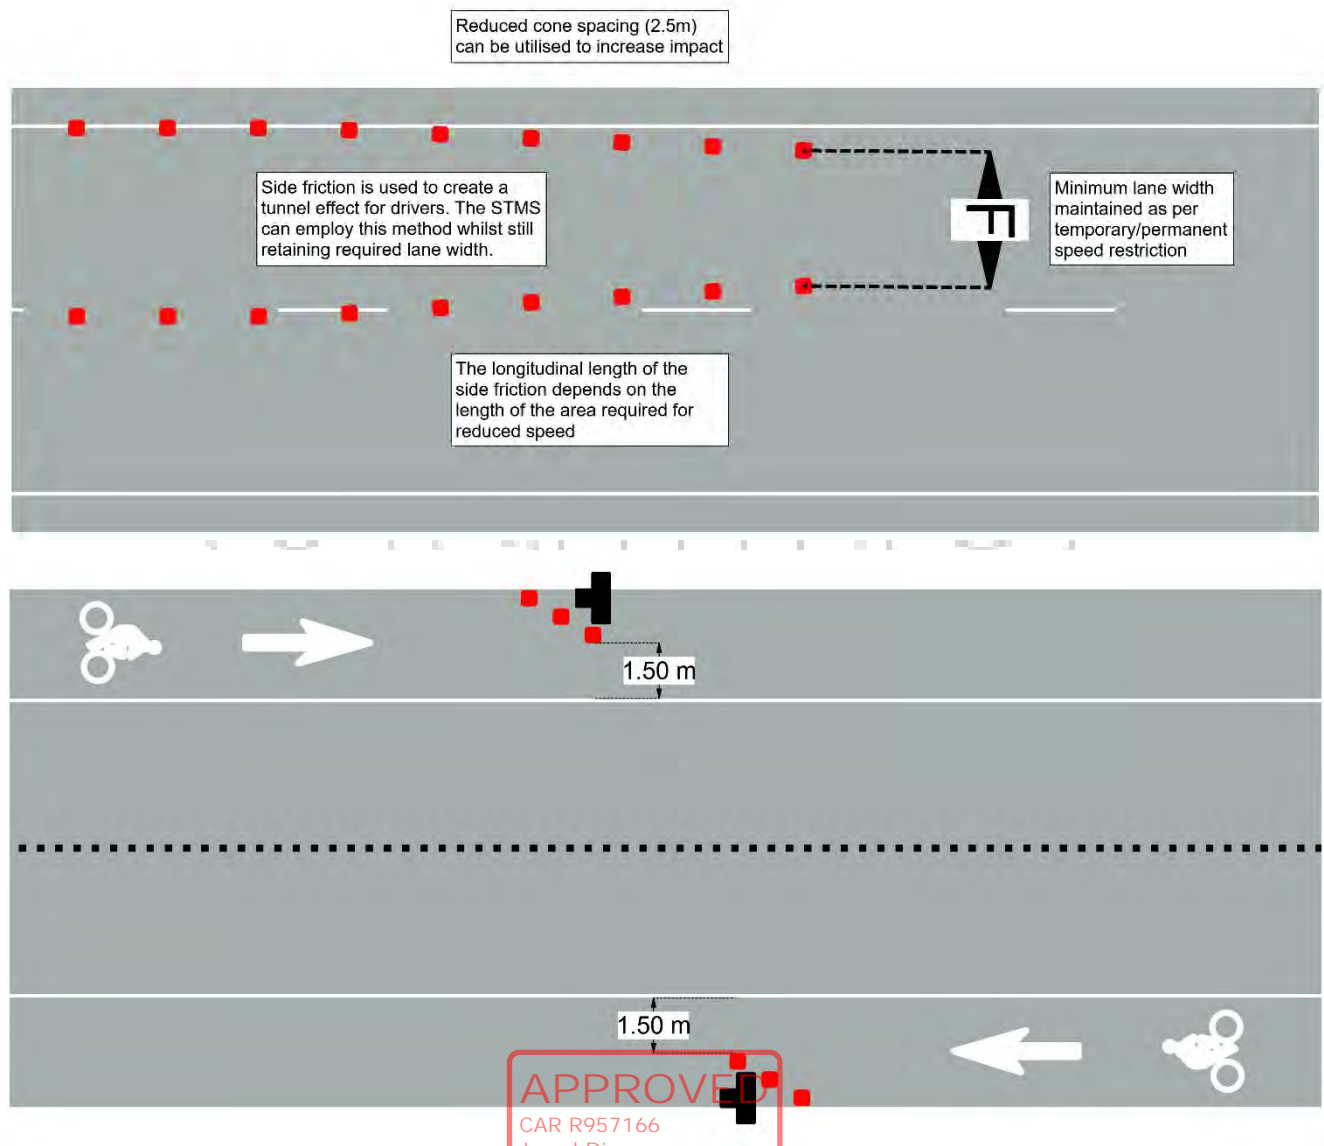 Reduced cone spacing (2.5m)
can be utilised to increase impact
Side friction is used to create a
tunnel effect for drivers. The STMS
can employ this method whilst still
retaining required lane width.
F
Minimum lane width
maintained as per
temporary/permanent
speed restriction
The longitudinal length of the
side friction depends on the
length of the area required for
reduced speed
1.50 m
1.50 m
APPROVED
CAR R957166